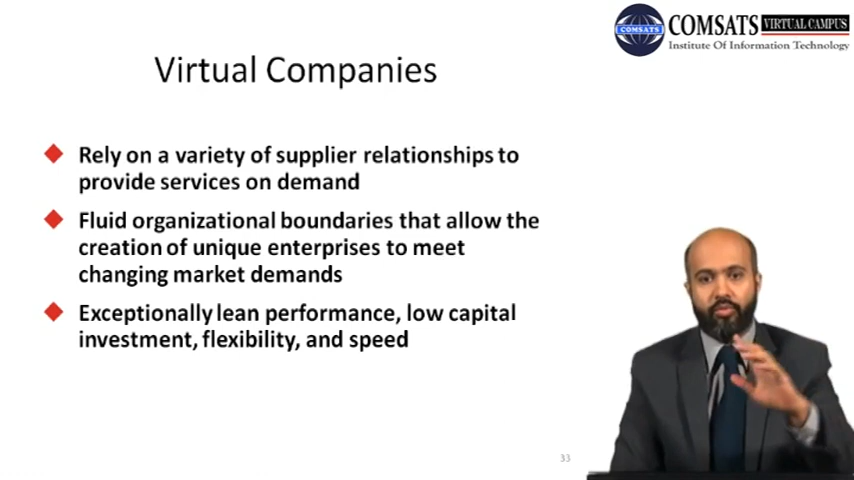 COMSATS VIRTUAL CAMPUS
COMSATS
Institute Of Information Technology
Virtual Companies
Rely on a variety of supplier relationships to
provide services on demand
Fluid organizational boundaries that allow the
creation of unique enterprises to meet
changing market demands
Exceptionally lean performance, low capital
investment, flexibility, and speed
33